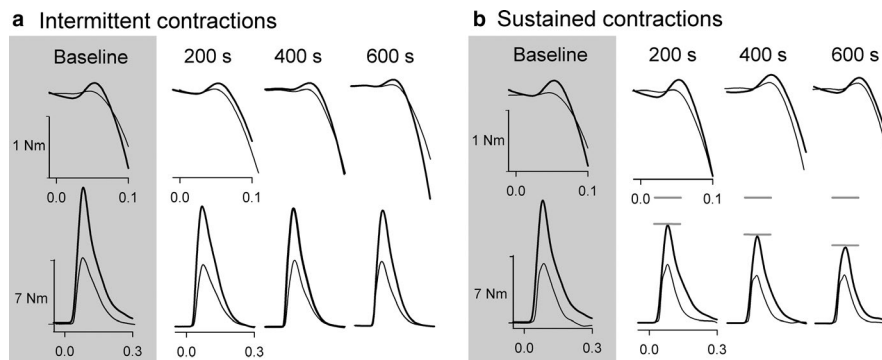 a Intermittent contractions
Baseline 200 s 400 s 600 s
1 Nm
0.0 0.1
0.0 0.1
7 Nm
0.0 0.3
0.0 0.3
b Sustained contractions
Baseline 200 s 400 s 600 s
1 Nm
0.0 0.1
0.0 0.1
7 Nm
0.0 0.3
0.0 0.3